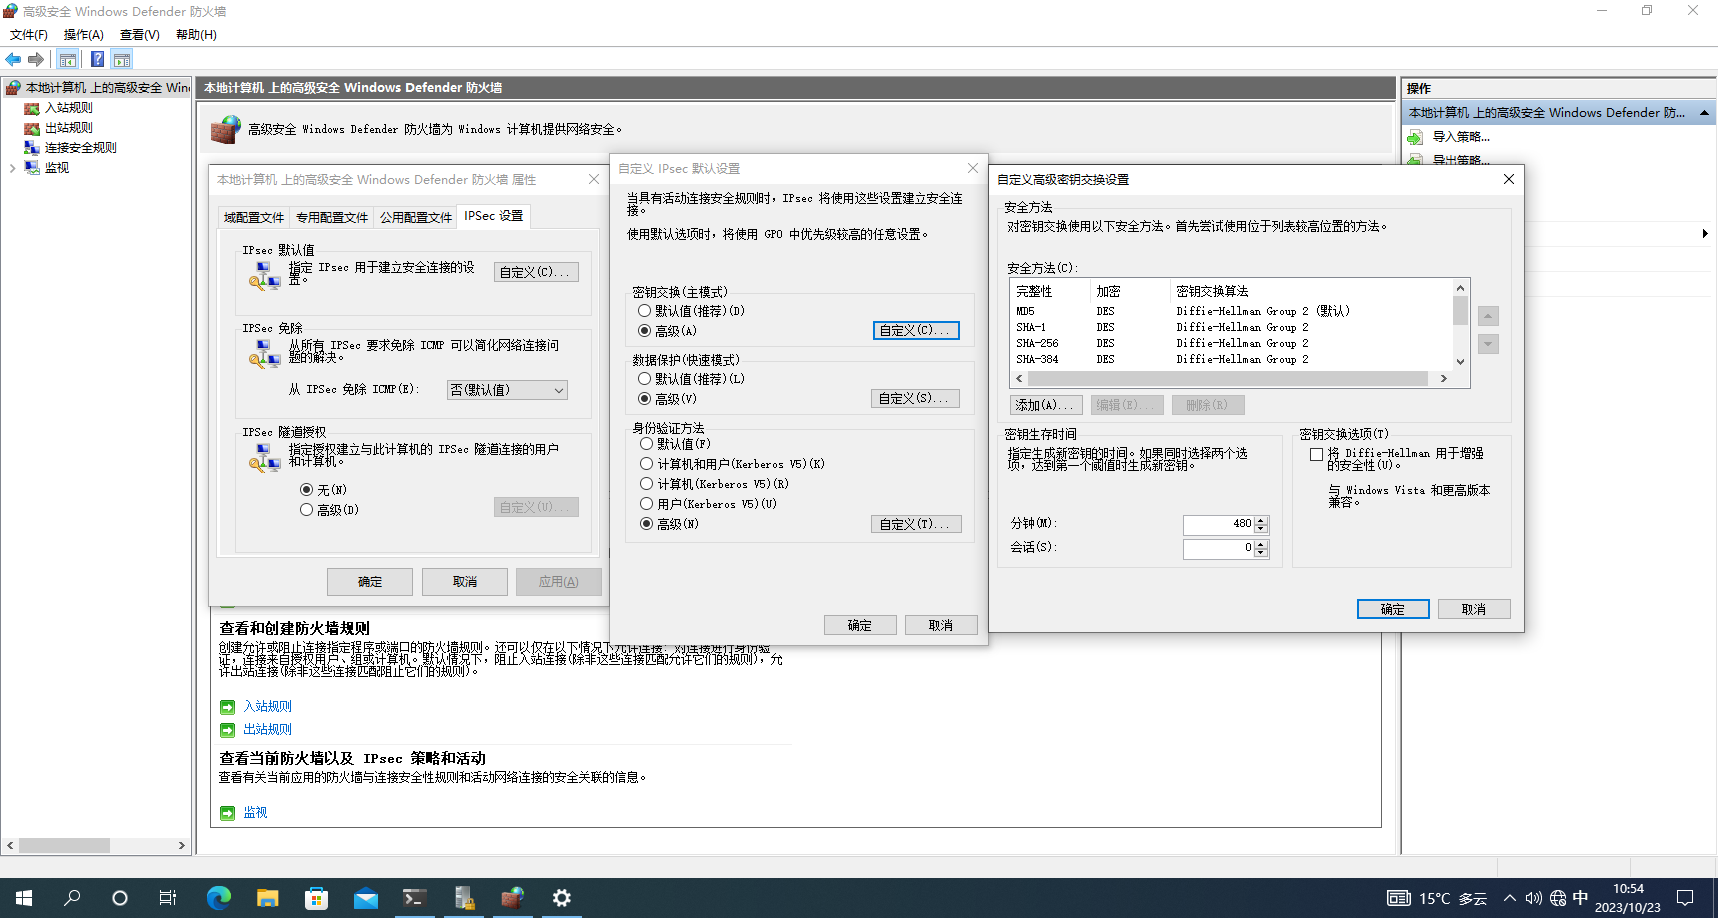 高级安全 Windows Defender 防火墙
文件(F) 操作(A) 查看(V) 帮助(H)
本地计算机 上的高级安全 Win
入站规则
出站规则
连接安全规则
监视
本地计算机 上的高级安全 Windows Defender 防火墙
高级安全 Windows Defender 防火墙为 Windows 计算机提供网络安全。
本地计算机 上的高级安全 Windows Defender 防火墙 属性
域配置文件 专用配置文件 公用配置文件 IPSec 设置
IPsec 默认值
指定 IPsec 用于建立安全连接的设
置。
自定义(C)...
IPSec 免除
从所有 IPSec 要求免除 ICMP 可以简化网络连接问
题的解决。
从 IPSec 免除 ICMP(E):
否(默认值)
IPSec 隧道授权
指定授权建立与此计算机的 IPSec 隧道连接的用户
和计算机。
无(N)
高级(D)
自定义(U)...
确定 取消 应用(A)
自定义 IPsec 默认设置
当具有活动连接安全规则时，IPsec 将使用这些设置建立安全连
接。
使用默认选项时，将使用 GPO 中优先级较高的任意设置。
密钥交换(主模式)
默认值(推荐)(D)
高级(A)
自定义(C)...
数据保护(快速模式)
默认值(推荐)(L)
高级(V)
自定义(S)...
身份验证方法
默认值(F)
计算机和用户(Kerberos V5)(K)
计算机(Kerberos V5)(R)
用户(Kerberos V5)(U)
高级(N)
自定义(T)...
确定 取消
自定义高级密钥交换设置
安全方法
对密钥交换使用以下安全方法。首先尝试使用位于列表较高位置的方法。
安全方法(C):
完整性 加密 密钥交换算法
MD5 DES Diffie-Hellman Group 2 (默认)
SHA-1 DES Diffie-Hellman Group 2
SHA-256 DES Diffie-Hellman Group 2
SHA-384 DES Diffie-Hellman Group 2
添加(A)... 编辑(E)... 删除(R)
密钥生存时间
指定生成新密钥的时间。如果同时选择两个选
项，达到第一个阈值时生成新密钥。
分钟(M): 480
会话(S): 0
密钥交换选项(T)
将 Diffie-Hellman 用于增强
的安全性(U)。
与 Windows Vista 和更高版本
兼容。
确定 取消
操作
本地计算机 上的高级安全 Windows Defender 防...
导入策略...
导出策略...
查看和创建防火墙规则
创建允许或阻止连接指定程序或端口的防火墙规则。还可以仅在以下情况下允许连接: 对连接进行身份验
证，连接来自授权用户、组或计算机。默认情况下，阻止入站连接(除非这些连接匹配允许它们的规则)，允
许出站连接(除非这些连接匹配阻止它们的规则)。
入站规则
出站规则
查看当前防火墙以及 IPsec 策略和活动
查看有关当前应用的防火墙与连接安全性规则和活动网络连接的安全关联的信息。
监视
15°C 多云
中
10:54
2023/10/23